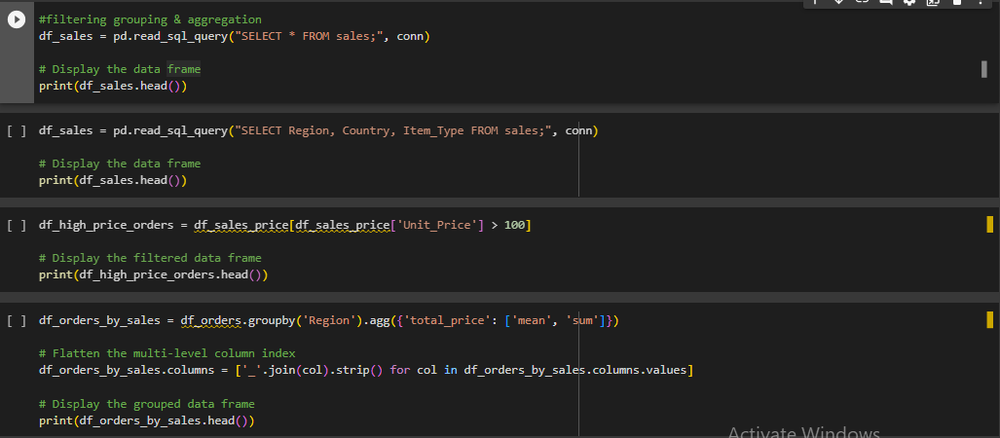 #filtering grouping & aggregation
df_sales = pd.read_sql_query("SELECT * FROM sales;", conn)
# Display the data frame
print(df_sales.head())
[ ] df_sales = pd.read_sql_query("SELECT Region, Country, Item_Type FROM sales;", conn)
# Display the data frame
print(df_sales.head())
[ ] df_high_price_orders = df_sales_price[df_sales_price['Unit_Price'] > 100]
# Display the filtered data frame
print(df_high_price_orders.head())
[ ] df_orders_by_sales = df_orders.groupby('Region').agg({'total_price': ['mean', 'sum']})
# Flatten the multi-level column index
df_orders_by_sales.columns = ['_'.join(col).strip() for col in df_orders_by_sales.columns.values]
# Display the grouped data frame
print(df_orders_by_sales.head())
Activate Windows